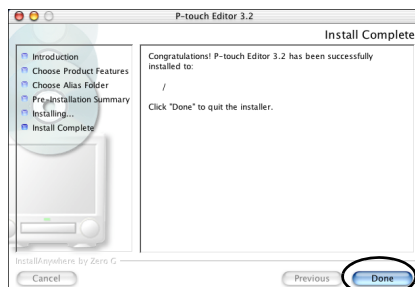 P-touch Editor 3.2
Install Complete
Introduction
Choose Product Features
Choose Alias Folder
Pre-Installation Summary
Installing...
Install Complete
Congratulations! P-touch Editor 3.2 has been successfully
installed to:
/
Click "Done" to quit the installer.
InstallAnywhere by Zero G
Cancel
Previous
Done